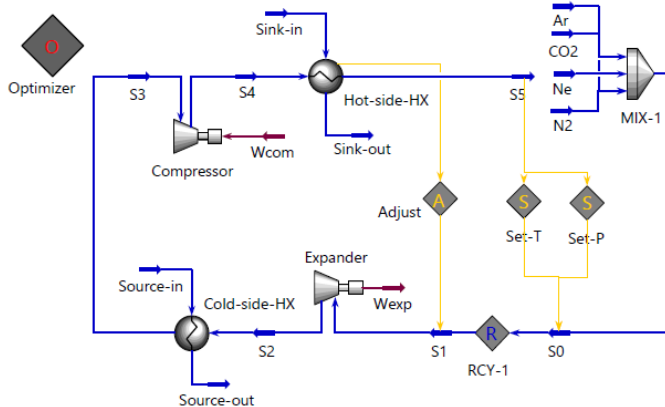 Sink-in
Ar
O
CO2
Optimizer
S3
S4
S5
Ne
Hot-side-HX
N2
MIX-1
Wcom
Sink-out
Compressor
A
S
S
Adjust
Set-T
Set-P
Expander
Source-in
Cold-side-HX
Wexp
S2
S1
R
S0
RCY-1
Source-out